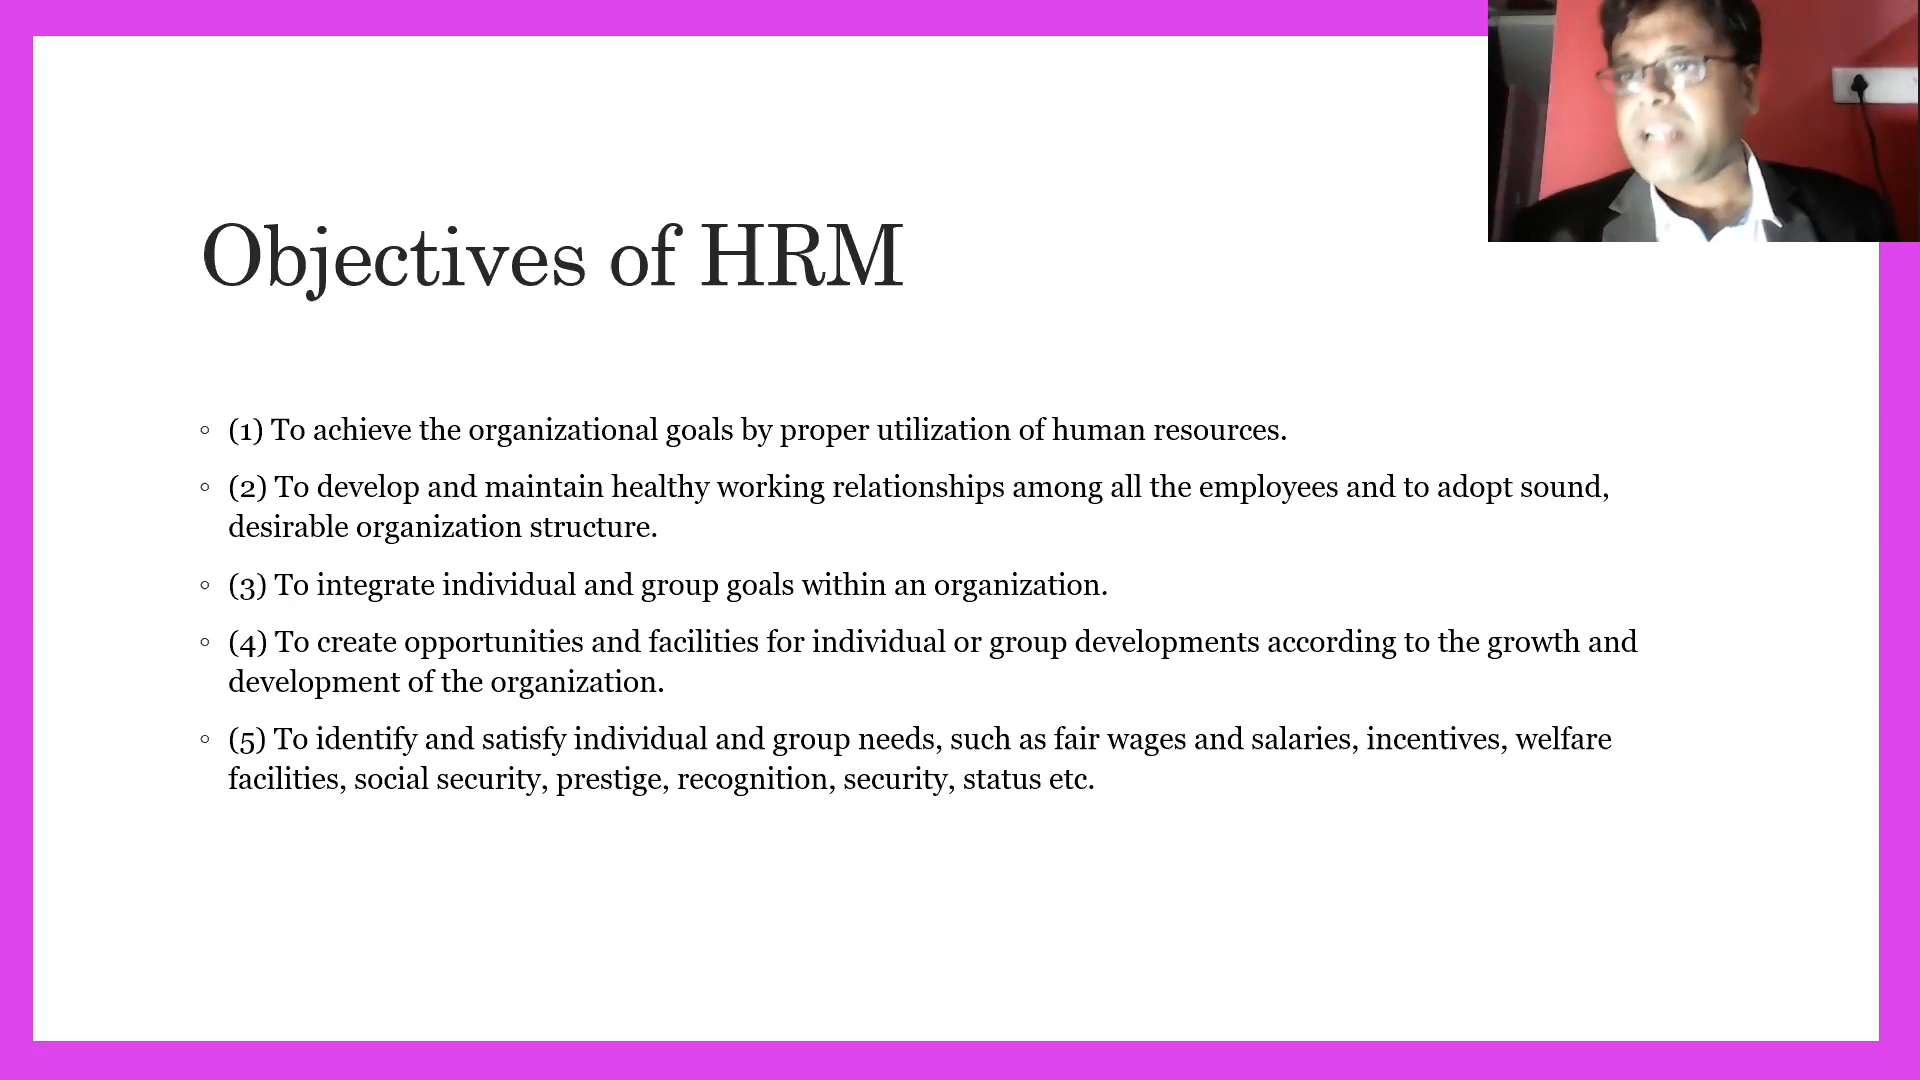 Objectives of HRM
◦ (1) To achieve the organizational goals by proper utilization of human resources.
◦ (2) To develop and maintain healthy working relationships among all the employees and to adopt sound,
desirable organization structure.
◦ (3) To integrate individual and group goals within an organization.
◦ (4) To create opportunities and facilities for individual or group developments according to the growth and
development of the organization.
◦ (5) To identify and satisfy individual and group needs, such as fair wages and salaries, incentives, welfare
facilities, social security, prestige, recognition, security, status etc.